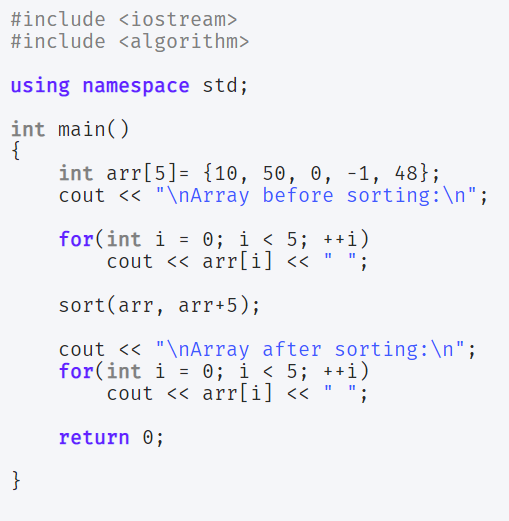 #include <iostream>
#include <algorithm>
using namespace std;
int main()
{
    int arr[5]= {10, 50, 0, -1, 48};
    cout << "\nArray before sorting:\n";
    for(int i = 0; i < 5; ++i)
        cout << arr[i] << " ";
    sort(arr, arr+5);
    cout << "\nArray after sorting:\n";
    for(int i = 0; i < 5; ++i)
        cout << arr[i] << " ";
    return 0;
}